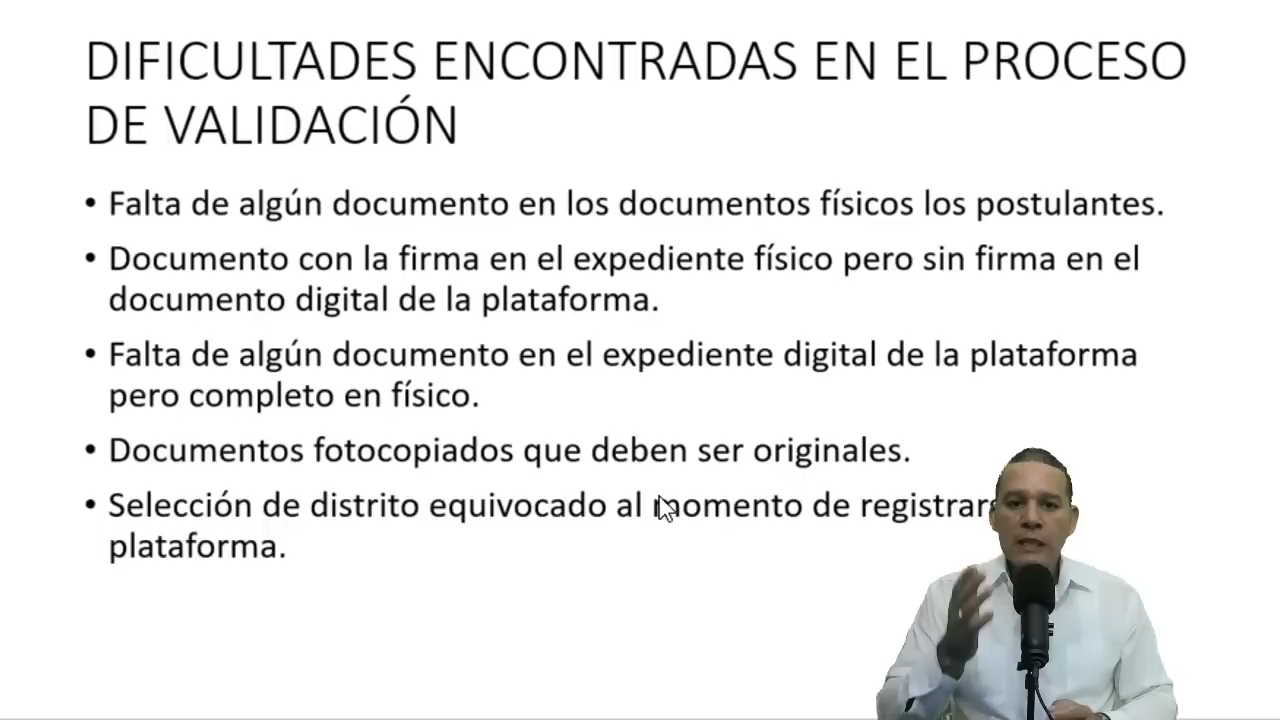 DIFICULTADES ENCONTRADAS EN EL PROCESO
DE VALIDACIÓN
• Falta de algún documento en los documentos físicos los postulantes.
• Documento con la firma en el expediente físico pero sin firma en el
documento digital de la plataforma.
• Falta de algún documento en el expediente digital de la plataforma
pero completo en físico.
• Documentos fotocopiados que deben ser originales.
• Selección de distrito equivocado al momento de
plataforma.